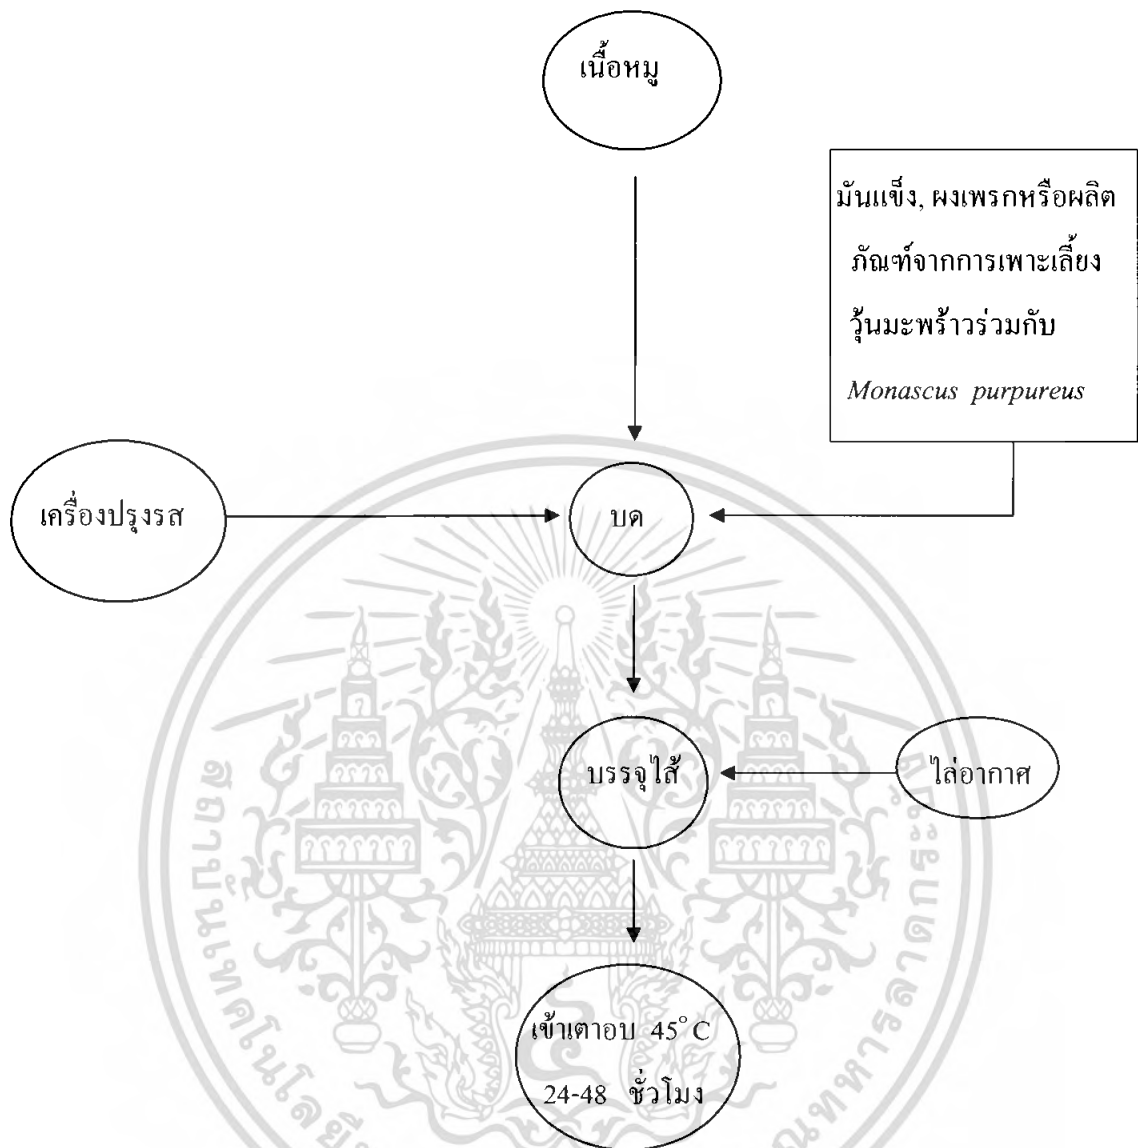 เนื้อหมู
มันแข็ง, ผงเพรกหรือผลิต
ภัณฑ์จากการเพาะเลี้ยง
วุ้นมะพร้าวร่วมกับ
Monascus purpureus
เครื่องปรุงรส
บด
บรรจุไส้
ไล่อากาศ
เข้าเตาอบ 45°C
24-48 ชั่วโมง